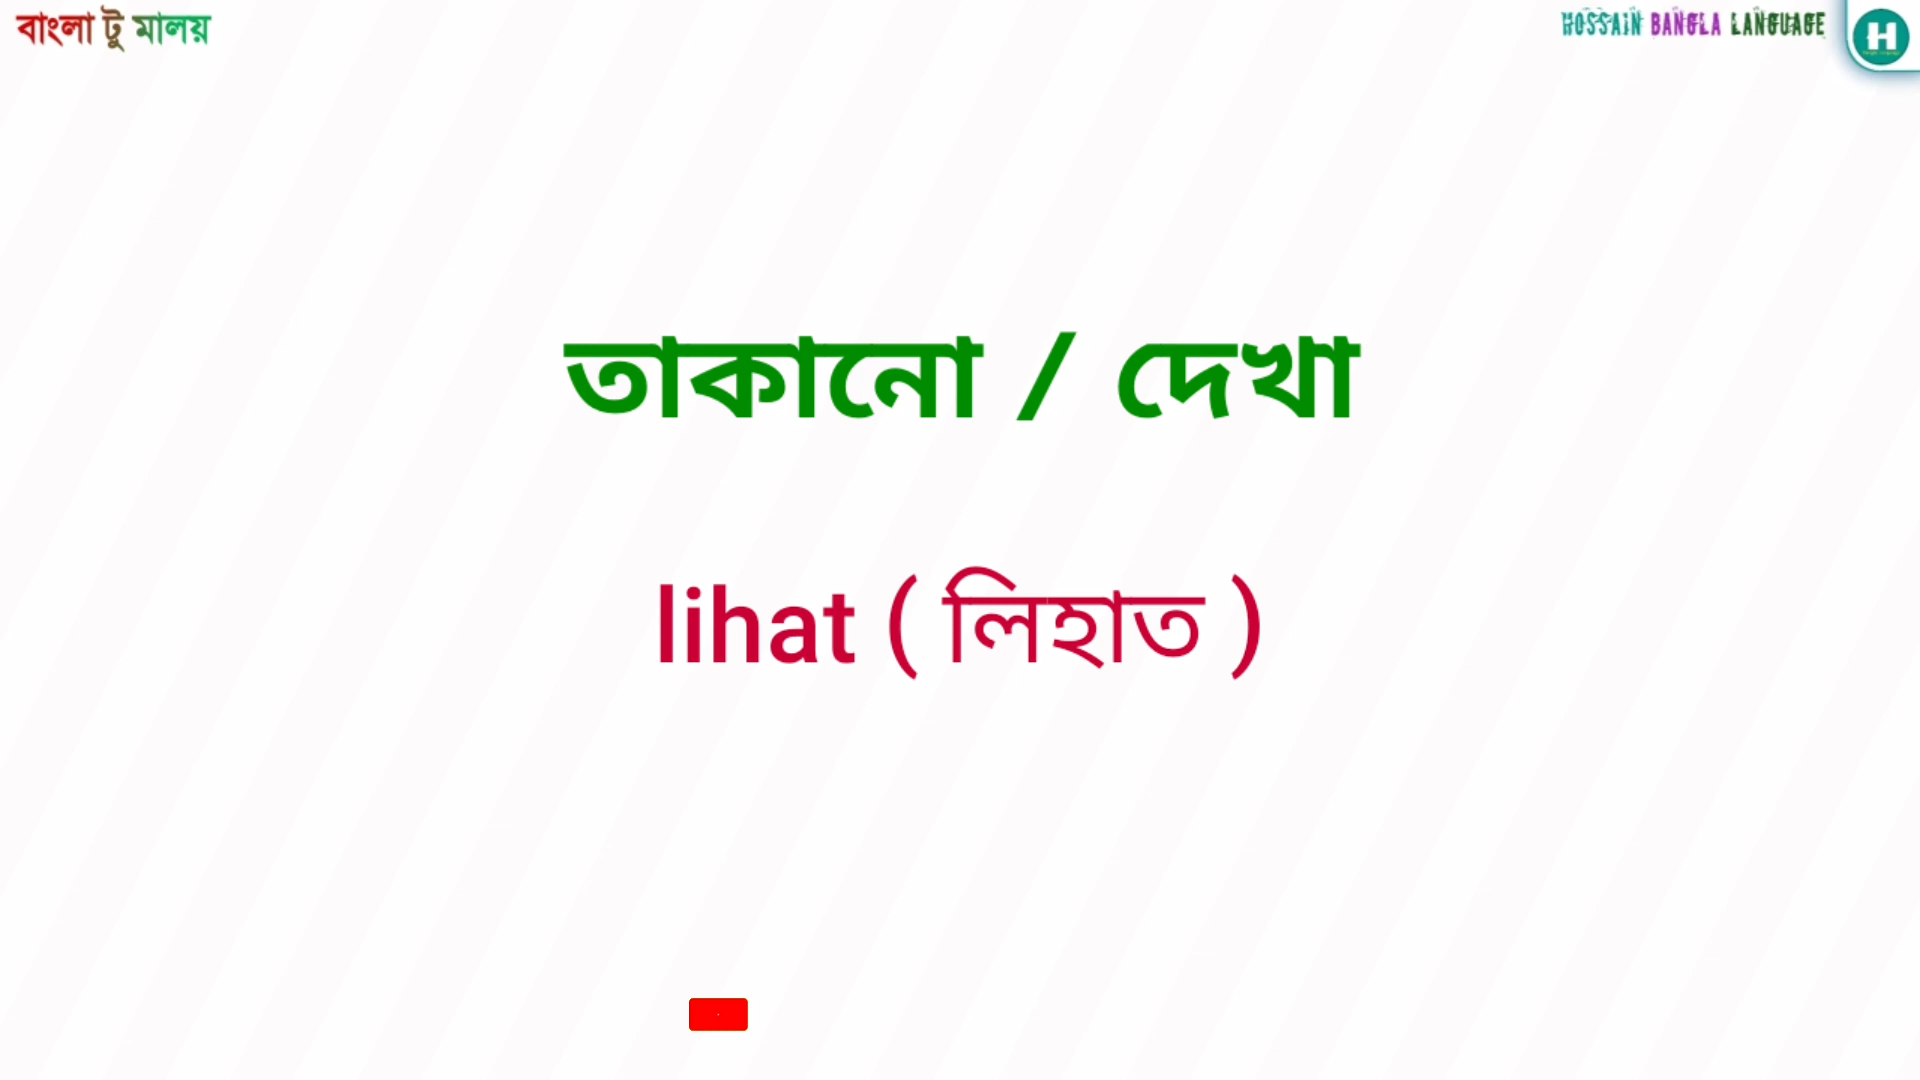 বাংলা টু মালয়
HOSSAIN BANGLA LANGUAGE
H
তাকানো / দেখা
lihat ( লিহাত )